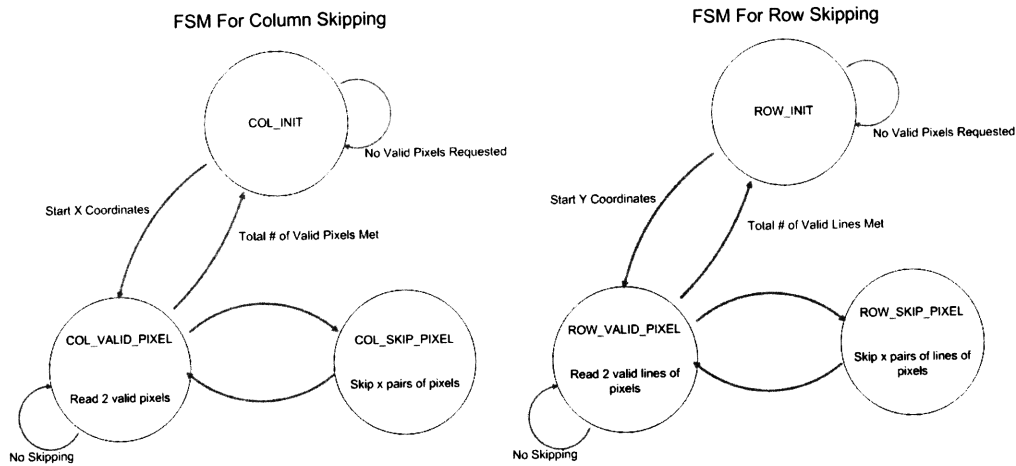 FSM For Column Skipping
COL_INIT
No Valid Pixels Requested
Start X Coordinates
Total # of Valid Pixels Met
COL_VALID_PIXEL
Read 2 valid pixels
COL_SKIP_PIXEL
Skip x pairs of pixels
No Skipping
FSM For Row Skipping
ROW_INIT
No Valid Pixels Requested
Start Y Coordinates
Total # of Valid Lines Met
ROW_VALID_PIXEL
Read 2 valid lines of
pixels
ROW_SKIP_PIXEL
Skip x pairs of lines of
pixels
No Skipping